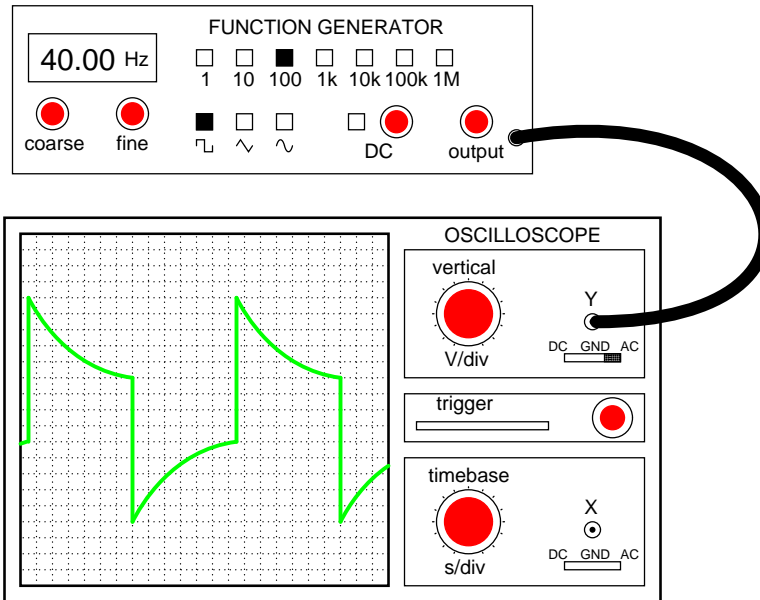 FUNCTION GENERATOR
40.00 Hz
1 10 100 1k 10k 100k 1M
coarse fine DC output
OSCILLOSCOPE
vertical
Y
DC GND AC
V/div
trigger
timebase
X
DC GND AC
s/div